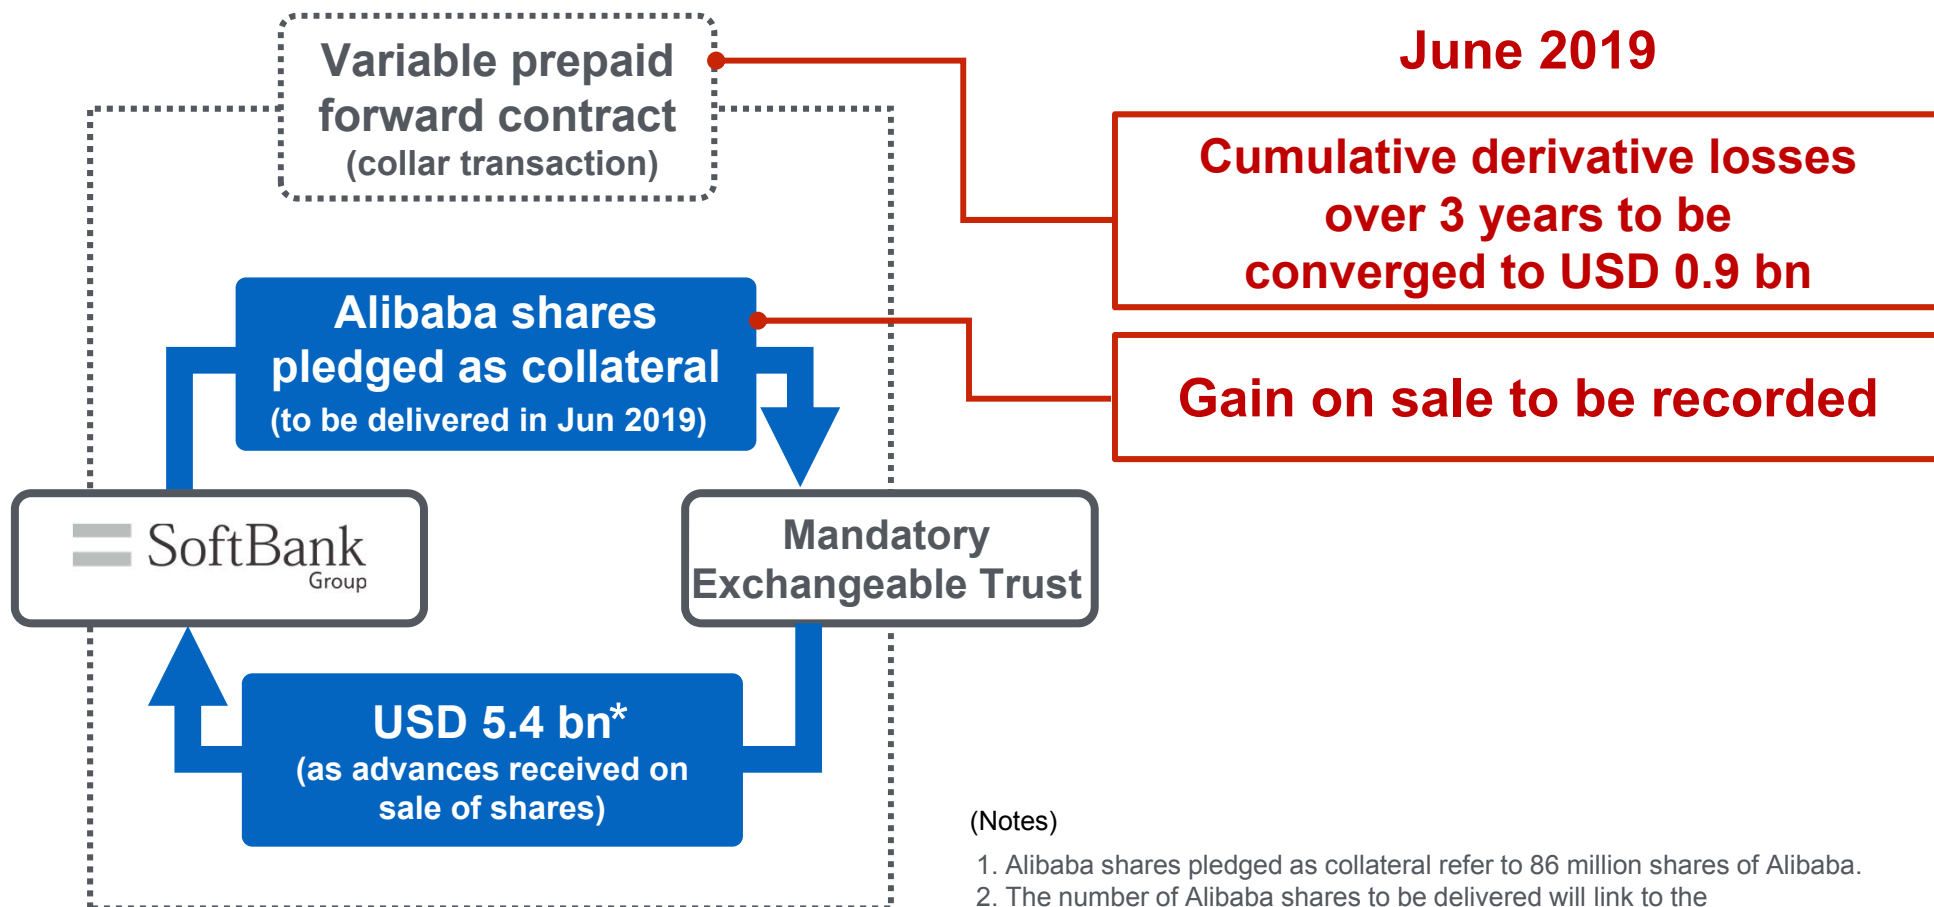 Variable prepaid
forward contract
(collar transaction)
June 2019
Cumulative derivative losses
over 3 years to be
converged to USD 0.9 bn
Alibaba shares
pledged as collateral
(to be delivered in Jun 2019)
Gain on sale to be recorded
SoftBank
Group
Mandatory
Exchangeable Trust
USD 5.4 bn*
(as advances received on
sale of shares)
(Notes)
1. Alibaba shares pledged as collateral refer to 86 million shares of Alibaba.
2. The number of Alibaba shares to be delivered will link to the